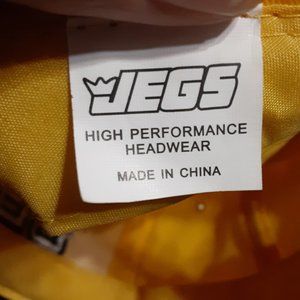 JEGS
HIGH PERFORMANCE
HEADWEAR
MADE IN CHINA